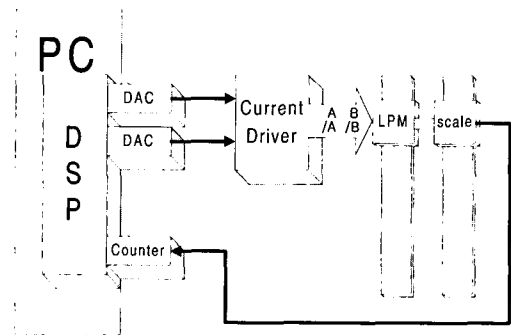 PC
DSP
DAC
DAC
Counter
Current
Driver
A
/A
B
/B
LPM
scale